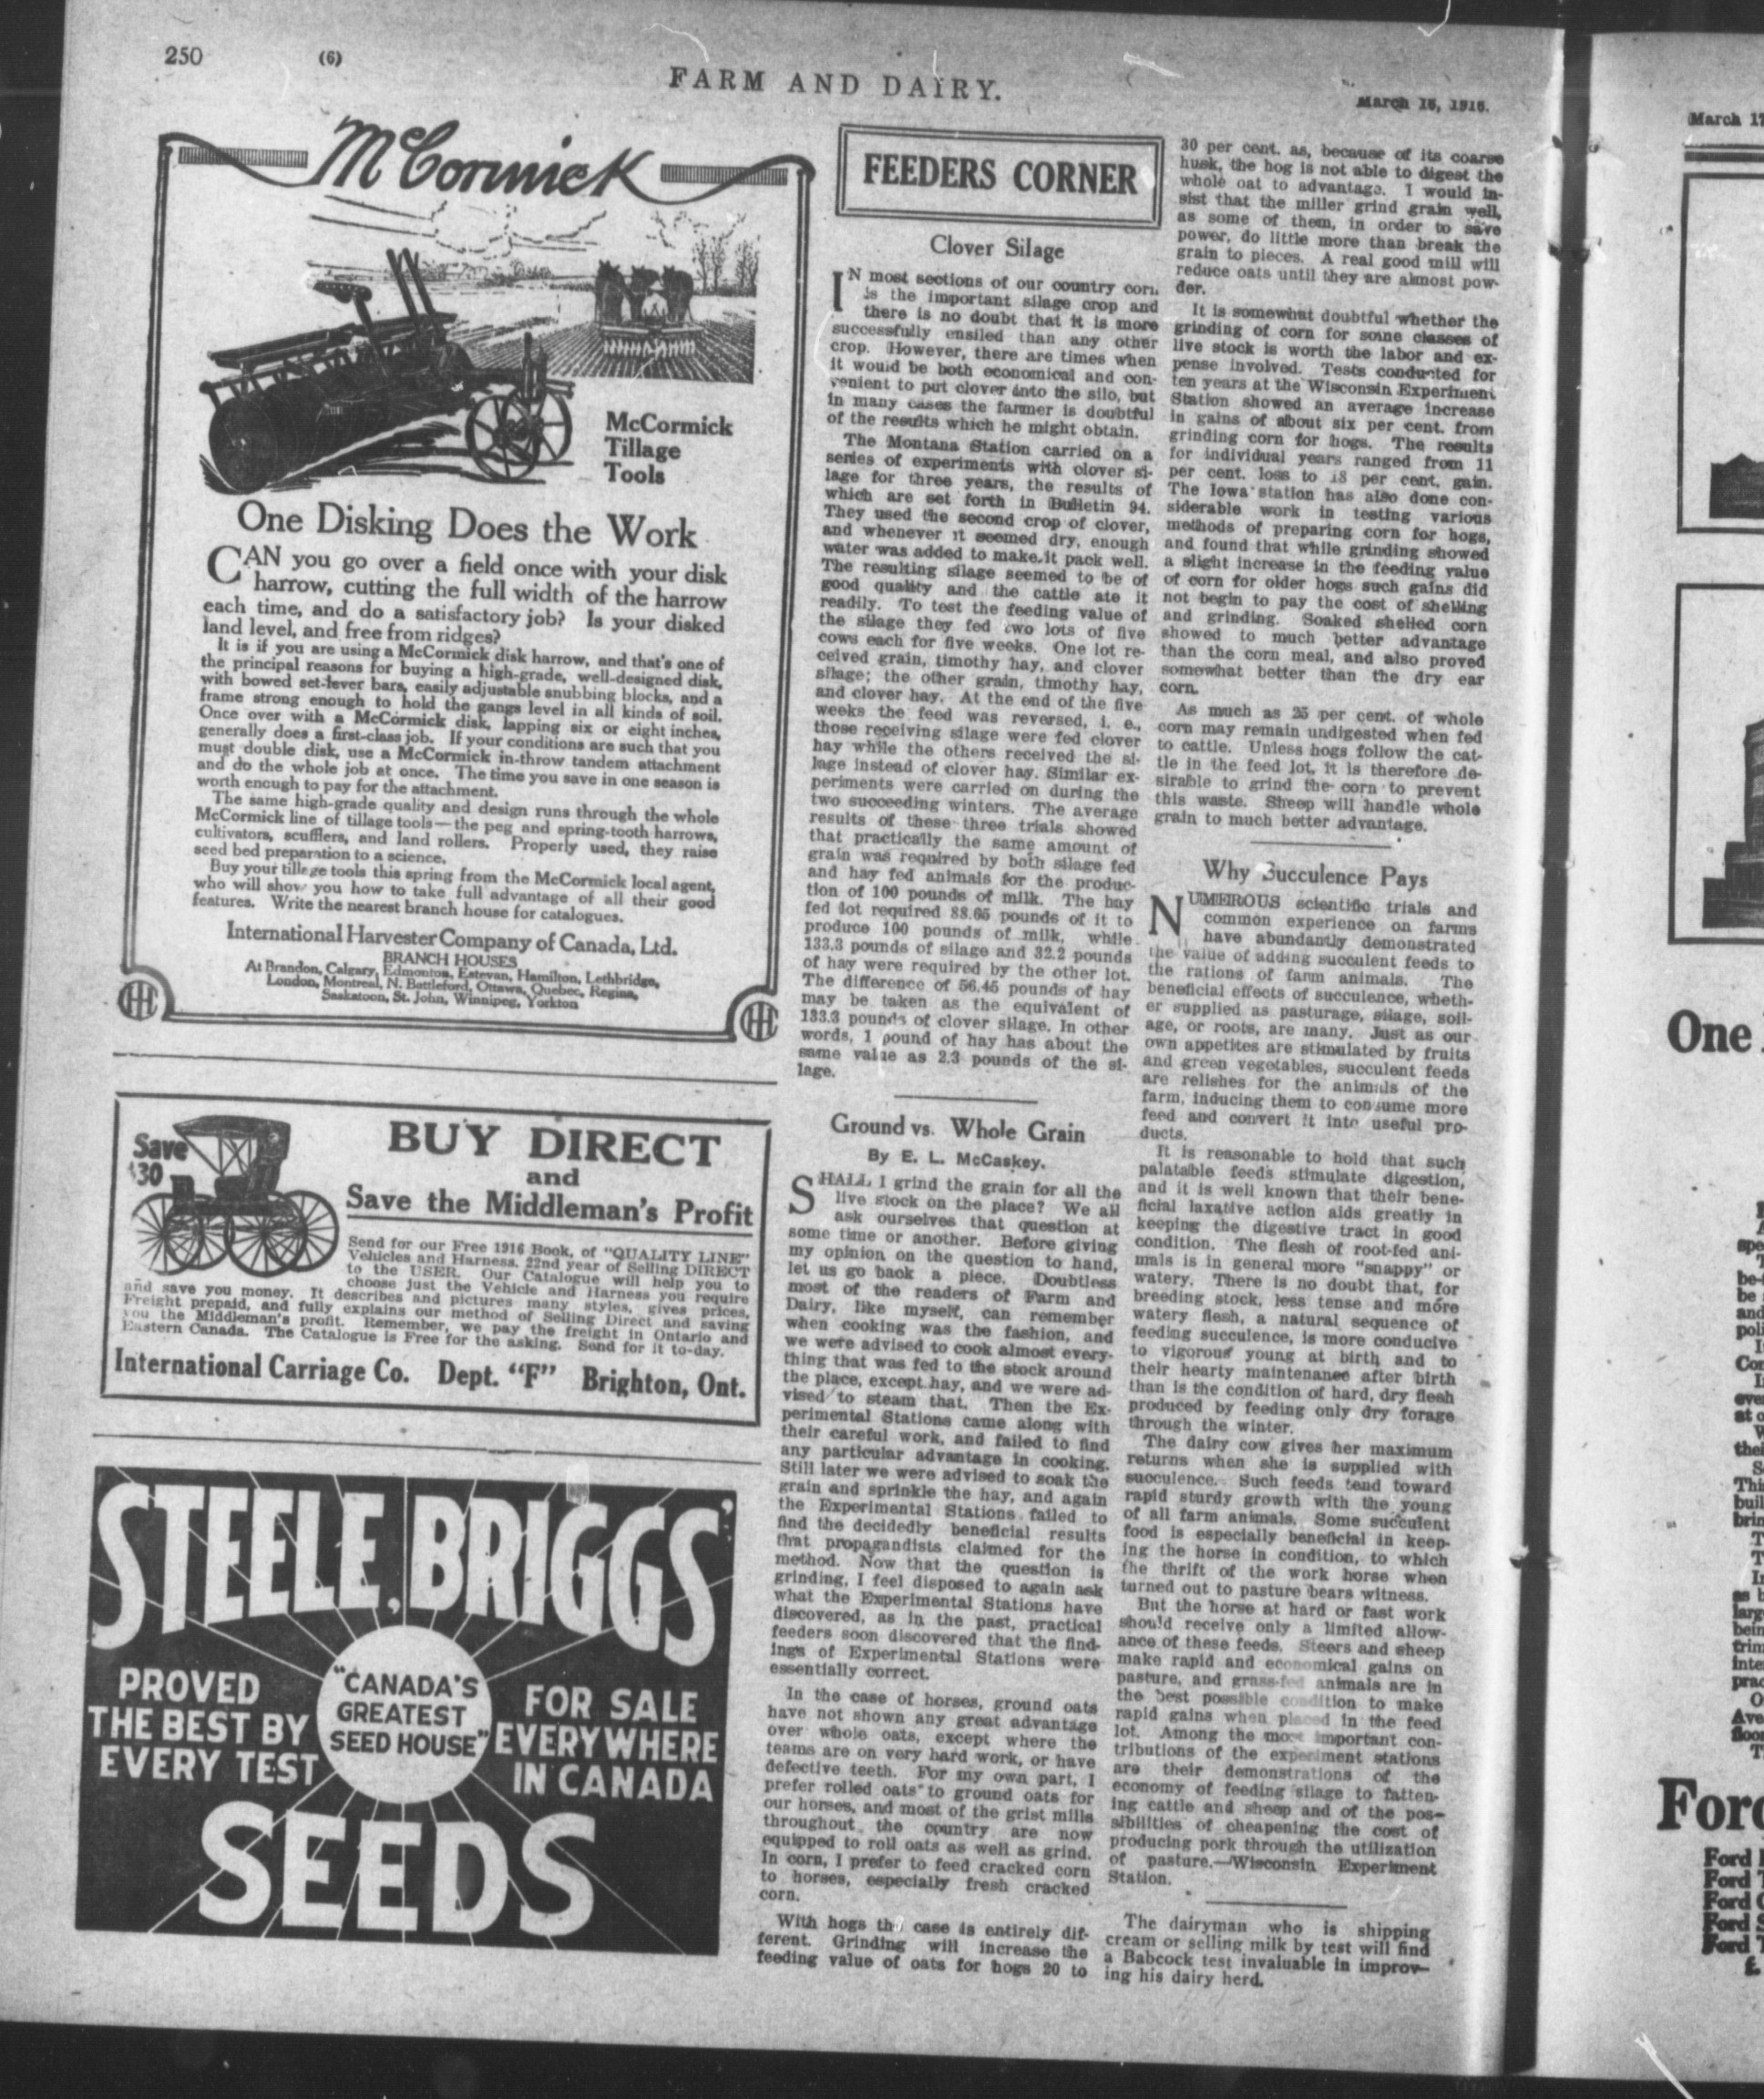 250
(6)
FARM AND DAIRY.
March 16, 1916.
McCormick
McCormick
Tillage
Tools
One Disking Does the Work
CAN you go over a field once with your disk
harrow, cutting the full width of the harrow
each time, and do a satisfactory job? Is your disked
land level, and free from ridges?
It is if you are using a McCormick disk harrow, and that's one of
the principal reasons for buying a high-grade, well-designed disk,
with bowed set-lever bars, easily adjustable snubbing blocks, and a
frame strong enough to hold the gangs level in all kinds of soil.
Once over with a McCormick disk, lapping six or eight inches,
generally does a first-class job. If your conditions are such that you
must double disk, use a McCormick in-throw tandem attachment
and do the whole job at once. The time you save in one season is
worth enough to pay for the attachment.
The same high-grade quality and design runs through the whole
McCormick line of tillage tools—the peg and spring-tooth harrows,
cultivators, scufflers, and land rollers. Properly used, they raise
seed bed preparation to a science.
Buy your tillage tools this spring from the McCormick local agent,
who will show you how to take full advantage of all their good
features. Write the nearest branch house for catalogues.
International Harvester Company of Canada, Ltd.
BRANCH HOUSES
At Brandon, Calgary, Edmonton, Estevan, Hamilton, Lethbridge,
London, Montreal, N. Battleford, Ottawa, Quebec, Regina,
Saskatoon, St. John, Winnipeg, Yorkton
IHC
IHC
Save
$30
BUY DIRECT
and
Save the Middleman's Profit
Send for our Free 1916 Book, of "QUALITY LINE"
Vehicles and Harness. 22nd year of Selling DIRECT
to the USER. Our Catalogue will help you to
choose just the Vehicle and Harness you require
and save you money. It describes and pictures many styles, gives prices,
Freight prepaid, and fully explains our method of Selling Direct and saving
you the Middleman's profit. Remember, we pay the freight in Ontario and
Eastern Canada. The Catalogue is Free for the asking. Send for it to-day.
International Carriage Co. Dept. "F" Brighton, Ont.
STEELE, BRIGGS'
PROVED
THE BEST BY
EVERY TEST
"CANADA'S
GREATEST
SEED HOUSE"
FOR SALE
EVERYWHERE
IN CANADA
SEEDS
FEEDERS CORNER
Clover Silage
IN most sections of our country corn
is the important silage crop and
there is no doubt that it is more
successfully ensiled than any other
crop. However, there are times when
it would be both economical and con-
venient to put clover into the silo, but
in many cases the farmer is doubtful
of the results which he might obtain.
The Montana Station carried on a
series of experiments with clover si-
lage for three years, the results of
which are set forth in Bulletin 94.
They used the second crop of clover,
and whenever it seemed dry, enough
water was added to make it pack well.
The resulting silage seemed to be of
good quality and the cattle ate it
readily. To test the feeding value of
the silage they fed two lots of five
cows each for five weeks. One lot re-
ceived grain, timothy hay, and clover
silage; the other grain, timothy hay,
and clover hay. At the end of the five
weeks the feed was reversed, i. e.,
those receiving silage were fed clover
hay while the others received the si-
lage instead of clover hay. Similar ex-
periments were carried on during the
two succeeding winters. The average
results of these three trials showed
that practically the same amount of
grain was required by both silage fed
and hay fed animals for the produc-
tion of 100 pounds of milk. The hay
fed lot required 88.65 pounds of it to
produce 100 pounds of milk, while
133.3 pounds of silage and 32.2 pounds
of hay were required by the other lot.
The difference of 56.45 pounds of hay
may be taken as the equivalent of
133.3 pounds of clover silage. In other
words, 1 pound of hay has about the
same value as 2.3 pounds of the si-
lage.
Ground vs. Whole Grain
By E. L. McCaskey.
SHALL I grind the grain for all the
live stock on the place? We all
ask ourselves that question at
some time or another. Before giving
my opinion on the question to hand,
let us go back a piece. Doubtless
most of the readers of Farm and
Dairy, like myself, can remember
when cooking was the fashion, and
we were advised to cook almost every-
thing that was fed to the stock around
the place, except hay, and we were ad-
vised to steam that. Then the Ex-
perimental Stations came along with
their careful work, and failed to find
any particular advantage in cooking.
Still later we were advised to soak the
grain and sprinkle the hay, and again
the Experimental Stations failed to
find the decidedly beneficial results
that propagandists claimed for the
method. Now that the question is
grinding, I feel disposed to again ask
what the Experimental Stations have
discovered, as in the past, practical
feeders soon discovered that the find-
ings of Experimental Stations were
essentially correct.
In the case of horses, ground oats
have not shown any great advantage
over whole oats, except where the
teams are on very hard work, or have
defective teeth. For my own part, I
prefer rolled oats to ground oats for
our horses, and most of the grist mills
throughout the country are now
equipped to roll oats as well as grind.
In corn, I prefer to feed cracked corn
to horses, especially fresh cracked
corn.
With hogs the case is entirely dif-
ferent. Grinding will increase the
feeding value of oats for hogs 20 to
30 per cent. as, because of its coarse
husk, the hog is not able to digest the
whole oat to advantage. I would in-
sist that the miller grind grain well,
as some of them, in order to save
power, do little more than break the
grain to pieces. A real good mill will
reduce oats until they are almost pow-
der.
It is somewhat doubtful whether the
grinding of corn for some classes of
live stock is worth the labor and ex-
pense involved. Tests conducted for
ten years at the Wisconsin Experiment
Station showed an average increase
in gains of about six per cent. from
grinding corn for hogs. The results
for individual years ranged from 11
per cent. loss to 18 per cent. gain.
The Iowa station has also done con-
siderable work in testing various
methods of preparing corn for hogs,
and found that while grinding showed
a slight increase in the feeding value
of corn for older hogs such gains did
not begin to pay the cost of shelling
and grinding. Soaked shelled corn
showed to much better advantage
than the corn meal, and also proved
somewhat better than the dry ear
corn.
As much as 25 per cent. of whole
corn may remain undigested when fed
to cattle. Unless hogs follow the cat-
tle in the feed lot, it is therefore de-
sirable to grind the corn to prevent
this waste. Sheep will handle whole
grain to much better advantage.
Why Succulence Pays
NUMEROUS scientific trials and
common experience on farms
have abundantly demonstrated
the value of adding succulent feeds to
the rations of farm animals. The
beneficial effects of succulence, wheth-
er supplied as pasturage, silage, soil-
age, or roots, are many. Just as our
own appetites are stimulated by fruits
and green vegetables, succulent feeds
are relishes for the animals of the
farm, inducing them to consume more
feed and convert it into useful pro-
ducts.
It is reasonable to hold that such
palatable feeds stimulate digestion,
and it is well known that their bene-
ficial laxative action aids greatly in
keeping the digestive tract in good
condition. The flesh of root-fed ani-
mals is in general more "snappy" or
watery. There is no doubt that, for
breeding stock, less tense and more
watery flesh, a natural sequence of
feeding succulence, is more conducive
to vigorous young at birth and to
their hearty maintenance after birth
than is the condition of hard, dry flesh
produced by feeding only dry forage
through the winter.
The dairy cow gives her maximum
returns when she is supplied with
succulence. Such feeds tend toward
rapid sturdy growth with the young
of all farm animals. Some succulent
food is especially beneficial in keep-
ing the horse in condition, to which
the thrift of the work horse when
turned out to pasture bears witness.
But the horse at hard or fast work
should receive only a limited allow-
ance of these feeds. Steers and sheep
make rapid and economical gains on
pasture, and grass-fed animals are in
the best possible condition to make
rapid gains when placed in the feed
lot. Among the most important con-
tributions of the experiment stations
are their demonstrations of the
economy of feeding silage to fatten-
ing cattle and sheep and of the pos-
sibilities of cheapening the cost of
producing pork through the utilization
of pasture.—Wisconsin Experiment
Station.
The dairyman who is shipping
cream or selling milk by test will find
a Babcock test invaluable in improv-
ing his dairy herd.
March 17
One
Ford
Ford
Ford
Ford
Ford
Ford